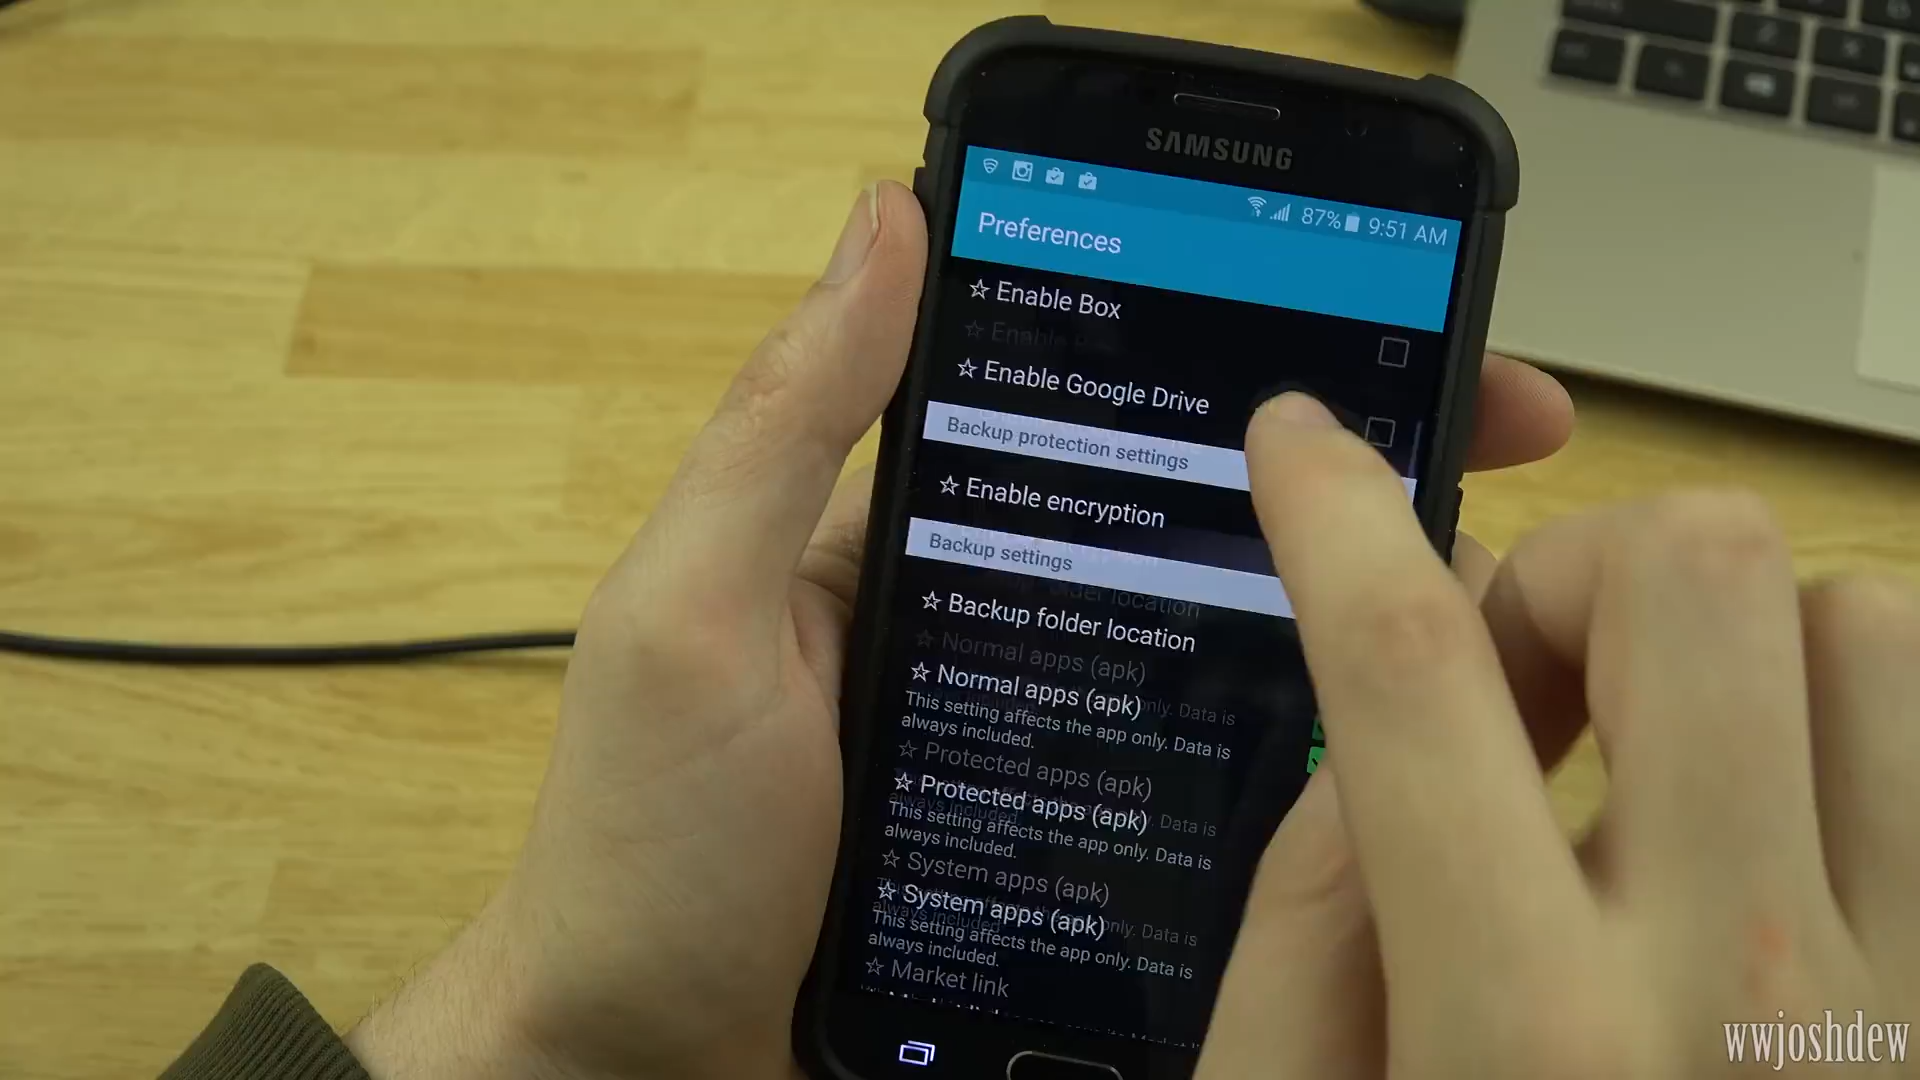 SAMSUNG
87% 9:51 AM
Preferences
☆ Enable Box
☆ Enable Google Drive
Backup protection settings
☆ Enable encryption
Backup settings
☆ Backup folder location
☆ Normal apps (apk)
This setting affects the app only. Data is
always included.
☆ Protected apps (apk)
This setting affects the app only. Data is
always included.
☆ System apps (apk)
This setting affects the app only. Data is
always included.
☆ Market link
wwjoshdew